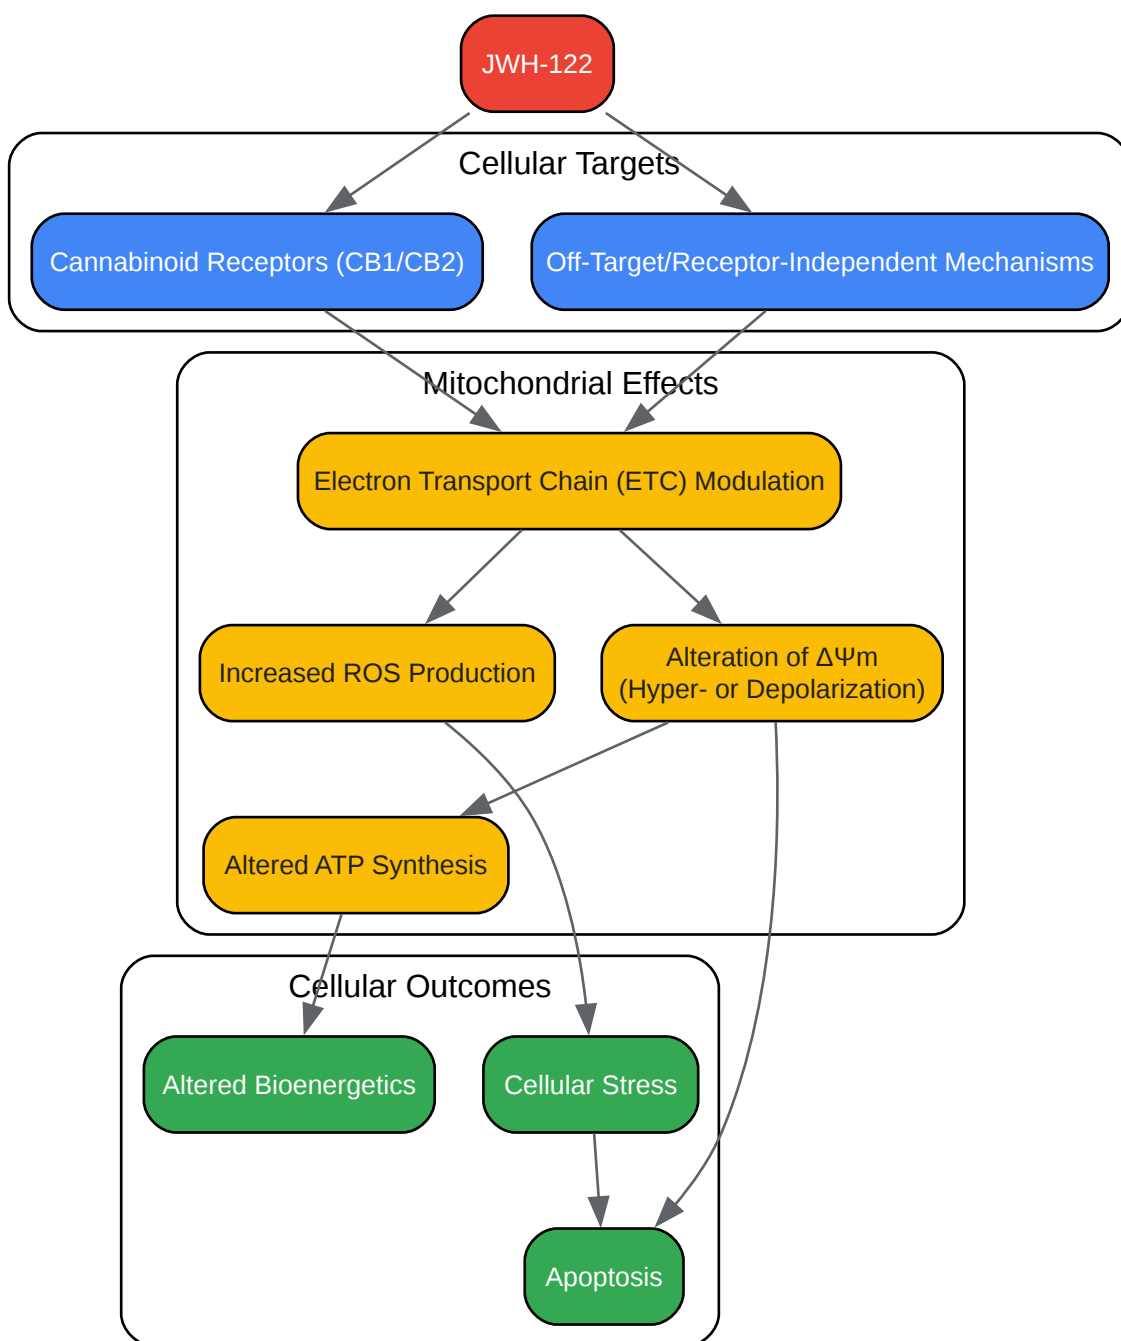 JWH-122
Cellular Targets
Cannabinoid Receptors (CB1/CB2)
Off-Target/Receptor-Independent Mechanisms
Mitochondrial Effects
Electron Transport Chain (ETC) Modulation
Increased ROS Production
Alteration of ΔΨm
(Hyper- or Depolarization)
Altered ATP Synthesis
Cellular Outcomes
Altered Bioenergetics
Cellular Stress
Apoptosis